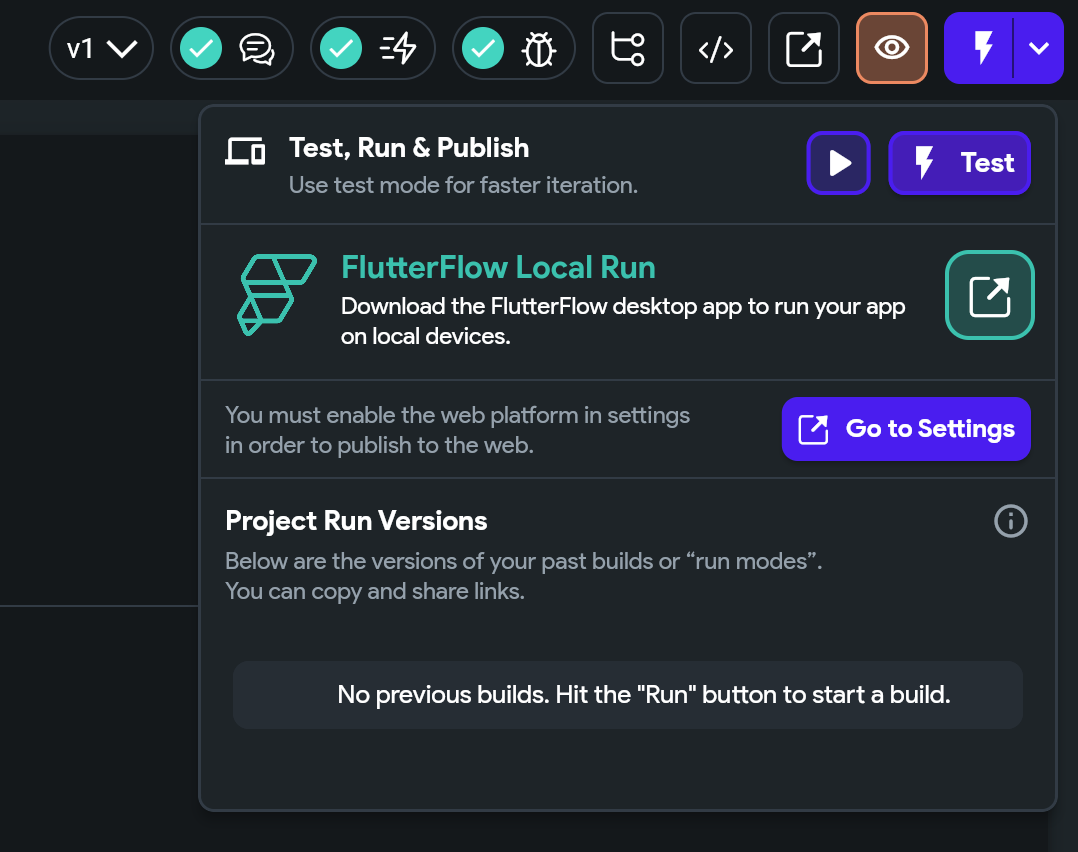 v1
Test, Run & Publish
Use test mode for faster iteration.
Test
FlutterFlow Local Run
Download the FlutterFlow desktop app to run your app
on local devices.
You must enable the web platform in settings
in order to publish to the web.
Go to Settings
Project Run Versions
Below are the versions of your past builds or “run modes”.
You can copy and share links.
No previous builds. Hit the "Run" button to start a build.